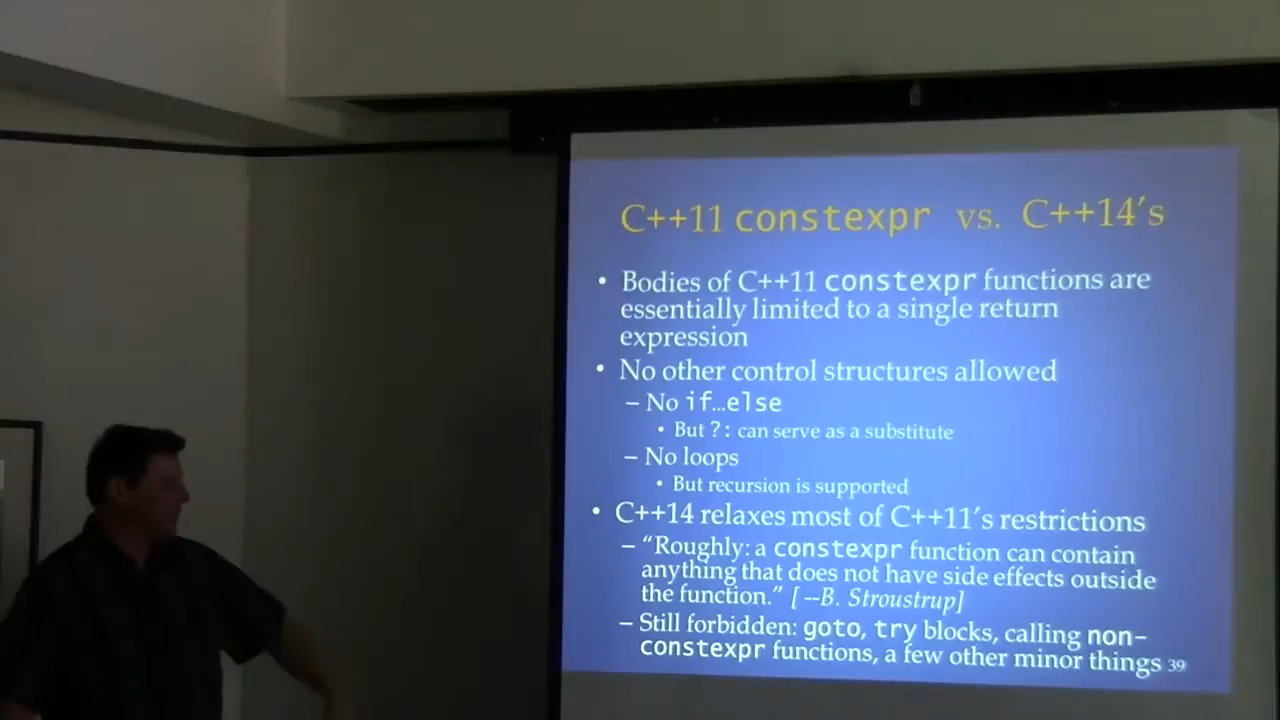 C++11 constexpr vs. C++14's
• Bodies of C++11 constexpr functions are
essentially limited to a single return
expression
• No other control structures allowed
– No if…else
• But ?: can serve as a substitute
– No loops
• But recursion is supported
• C++14 relaxes most of C++11's restrictions
– “Roughly: a constexpr function can contain
anything that does not have side effects outside
the function.” [ --B. Stroustrup]
– Still forbidden: goto, try blocks, calling non-
constexpr functions, a few other minor things 39